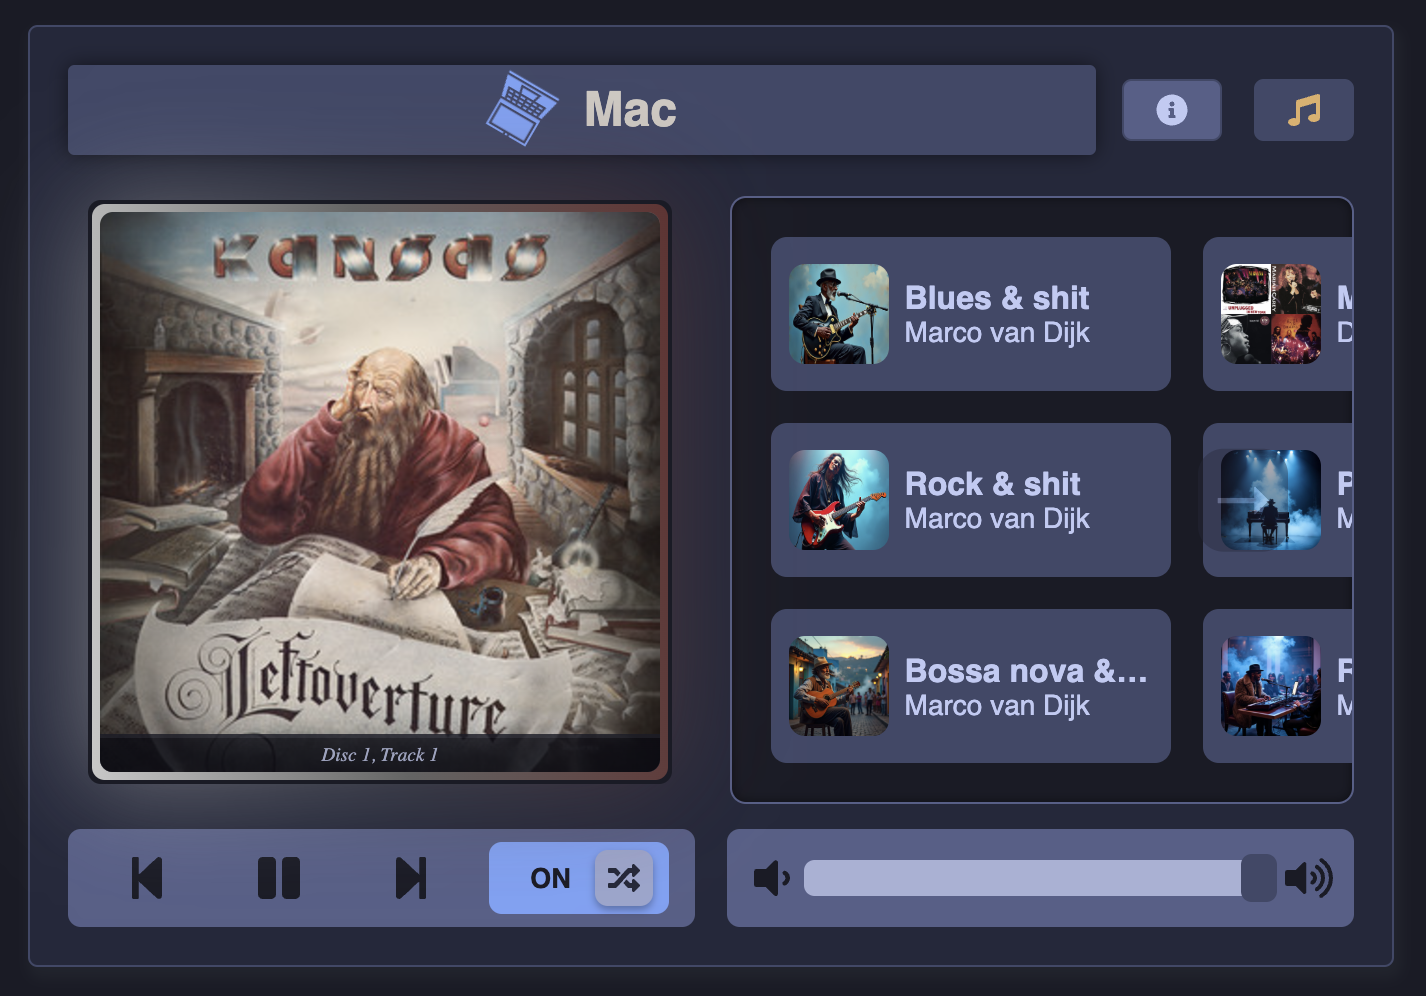 Mac
KANSAS
Leftoverture
Disc 1, Track 1
Blues & shit
Marco van Dijk
Rock & shit
Marco van Dijk
Bossa nova &...
Marco van Dijk
M
D
P
M
R
M
ON